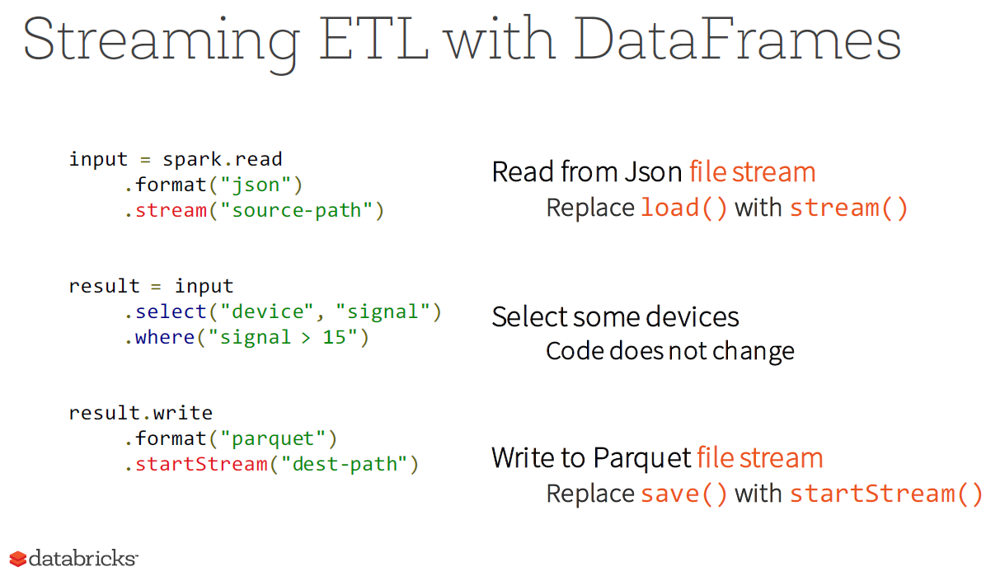 Streaming ETL with DataFrames
input = spark.read
.format("json")
.stream("source-path")
Read from Json file stream
Replace load() with stream()
result = input
.select("device", "signal")
.where("signal > 15")
Select some devices
Code does not change
result.write
.format("parquet")
.startStream("dest-path")
Write to Parquet file stream
Replace save() with startStream()
databricks